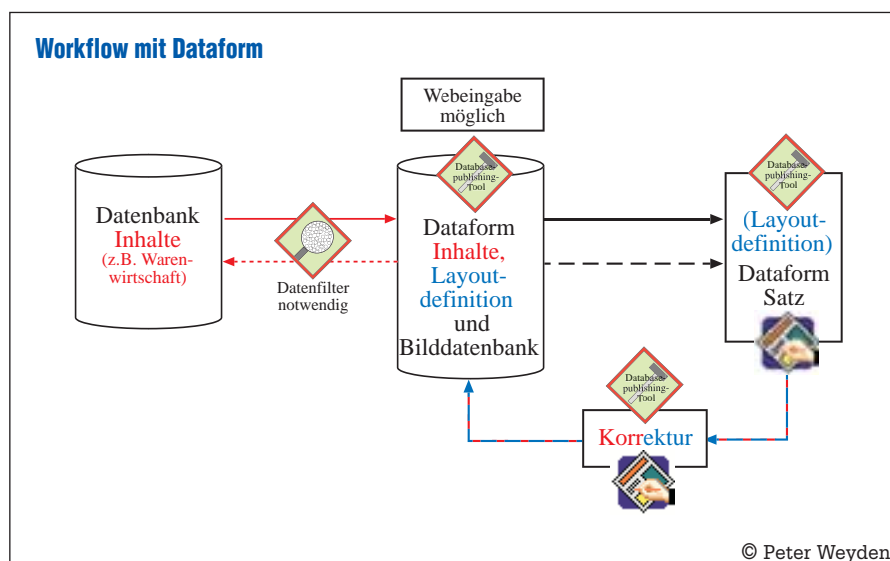 Workflow mit Dataform
Webeingabe
möglich
Database-
publishing-
Tool
Database-
publishing-
Tool
Datenbank
Inhalte
(z.B. Waren-
wirtschaft)
Datenfilter
notwendig
Dataform
Inhalte,
Layout-
definition
und
Bilddatenbank
(Layout-
definition)
Dataform
Satz
Database-
publishing-
Tool
Korrektur
© Peter Weyden